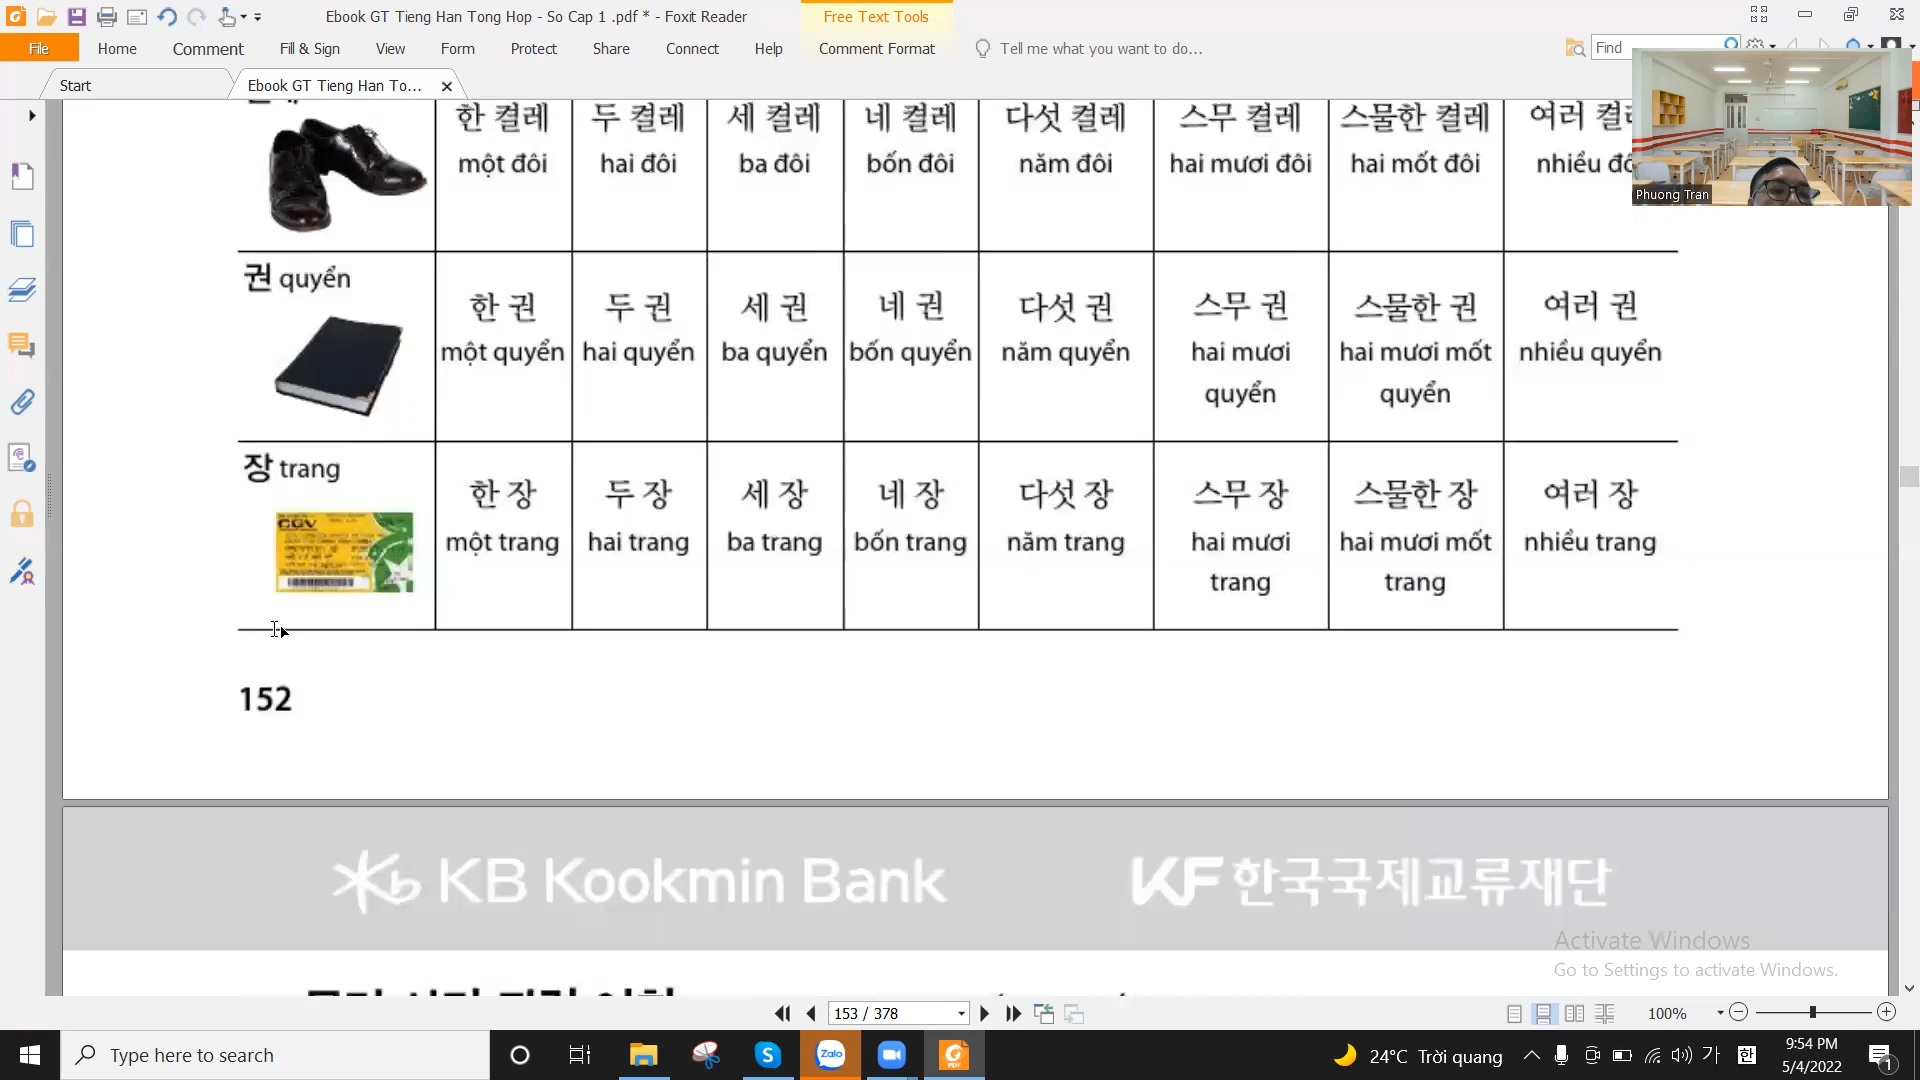 Ebook GT Tieng Han Tong Hop - So Cap 1 .pdf * - Foxit Reader
Free Text Tools
File Home Comment Fill & Sign View Form Protect Share Connect Help Comment Format Tell me what you want to do... Find
Start Ebook GT Tieng Han To...
Phuong Tran
한 켤레 두 켤레 세 켤레 네 켤레 다섯 켤레 스무 켤레 스물한 켤레 여러
một đôi hai đôi ba đôi bốn đôi năm đôi hai mươi đôi hai mốt đôi nhiều
권 quyển
한 권 두 권 세 권 네 권 다섯 권 스무 권 스물한 권 여러 권
một quyển hai quyển ba quyển bốn quyển năm quyển hai mươi hai mươi mốt nhiều quyển
quyển quyển
장 trang
한 장 두 장 세 장 네 장 다섯 장 스무 장 스물한 장 여러 장
CGV
một trang hai trang ba trang bốn trang năm trang hai mươi hai mươi mốt nhiều trang
trang trang
152
KB Kookmin Bank KF 한국국제교류재단
Activate Windows
Go to Settings to activate Windows.
153 / 378 100%
Type here to search Zalo 24°C Trời quang 가 한 9:54 PM
5/4/2022 1